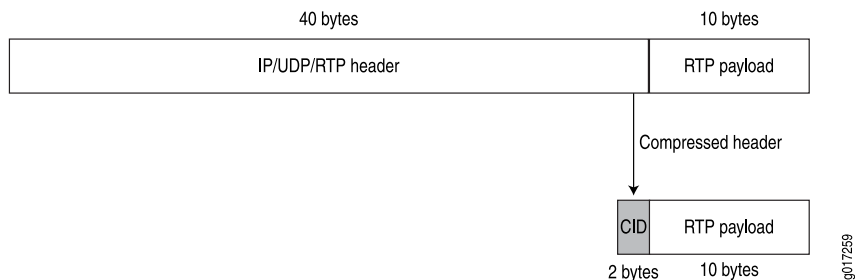 40 bytes
10 bytes
IP/UDP/RTP header
RTP payload
Compressed header
CID
RTP payload
2 bytes
10 bytes
g017259